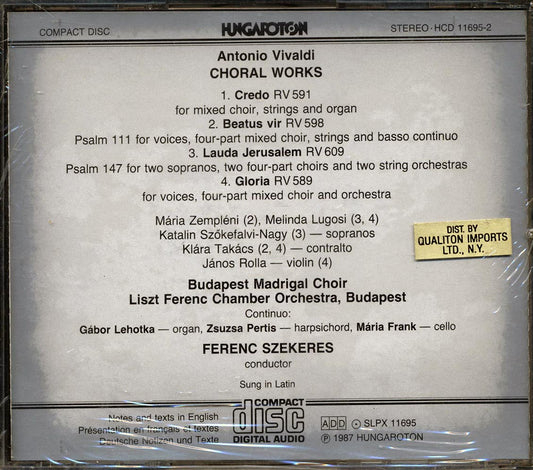 COMPACT DISC
HUNGAROTON
STEREO · HCD 11695-2
Antonio Vivaldi
CHORAL WORKS
1. Credo RV 591
for mixed choir, strings and organ
2. Beatus vir RV 598
Psalm 111 for voices, four-part mixed choir, strings and basso continuo
3. Lauda Jerusalem RV 609
Psalm 147 for two sopranos, two four-part choirs and two string orchestras
4. Gloria RV 589
for voices, four-part mixed choir and orchestra
Mária Zempléni (2), Melinda Lugosi (3, 4)
Katalin Szőkefalvi-Nagy (3) — sopranos
Klára Takács (2, 4) — contralto
János Rolla — violin (4)
DIST. BY
QUALITON IMPORTS
LTD., N.Y.
Budapest Madrigal Choir
Liszt Ferenc Chamber Orchestra, Budapest
Continuo:
Gábor Lehotka — organ, Zsuzsa Pertis — harpsichord, Mária Frank — cello
FERENC SZEKERES
conductor
Sung in Latin
Notes and texts in English
Présentation en français et textes
Deutsche Notizen und Texte
COMPACT
disc
DIGITAL AUDIO
ADD SLPX 11695
℗ 1987 HUNGAROTON